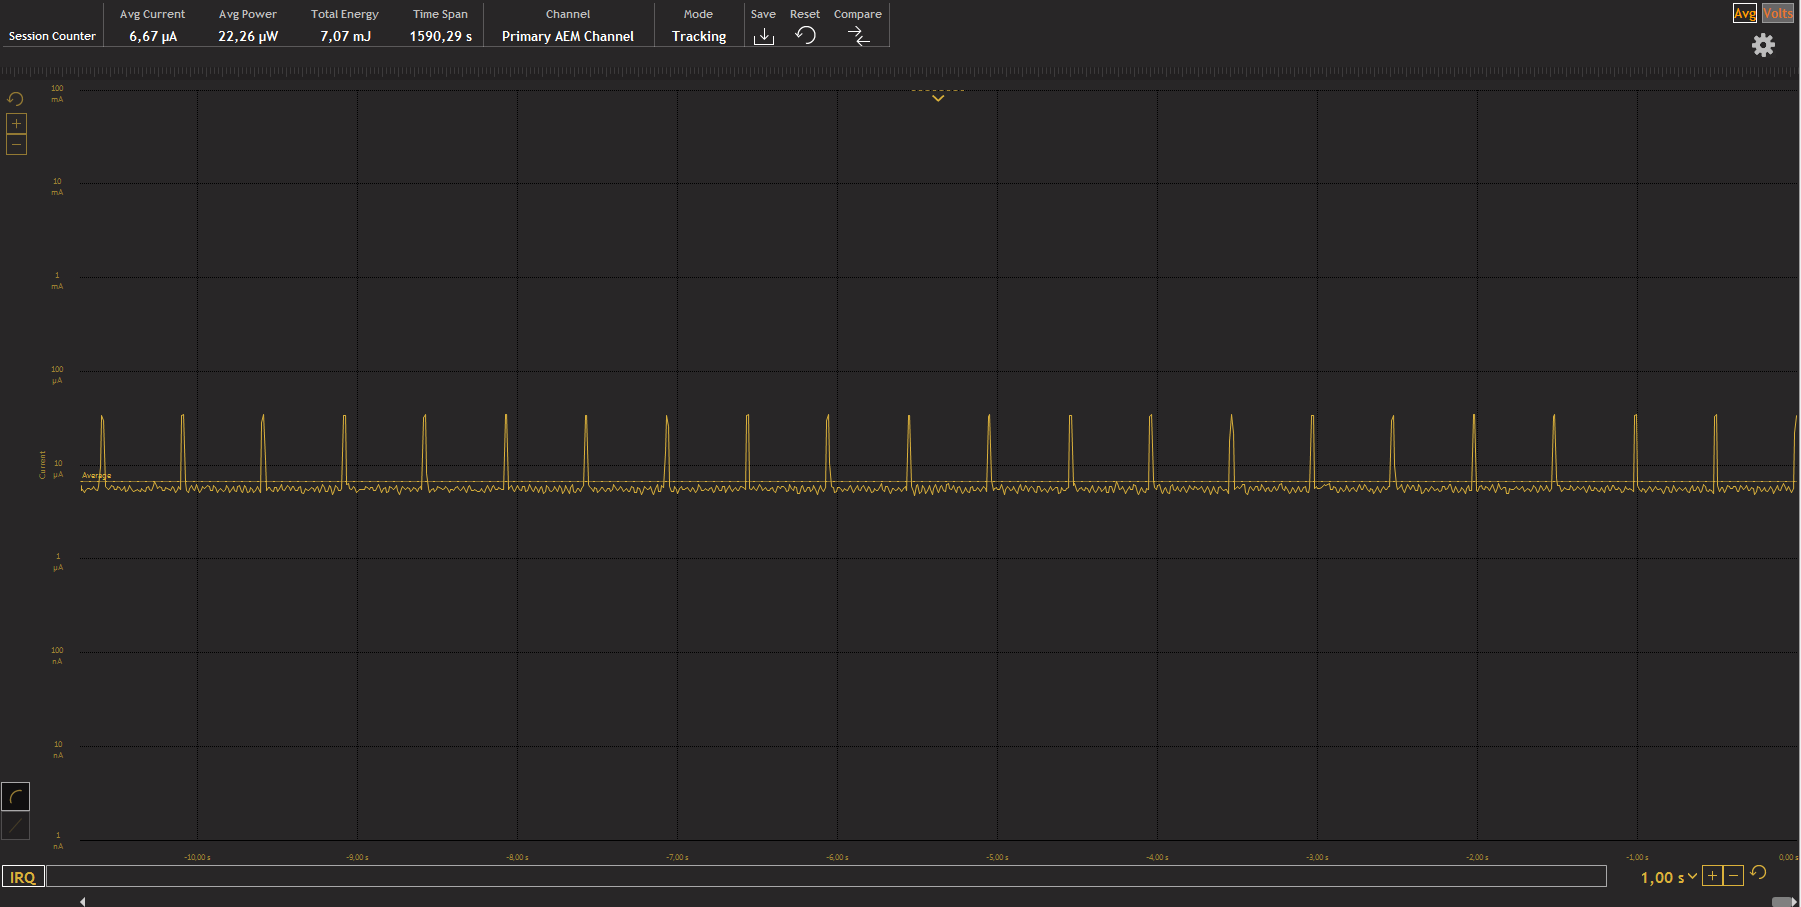 Avg Current Avg Power Total Energy Time Span Channel Mode Save Reset Compare Avg Volts
Session Counter 6,67 µA 22,26 µW 7,07 mJ 1590,29 s Primary AEM Channel Tracking
100
mA
10
mA
1
mA
100
µA
Current
10
µA
Average
1
µA
100
nA
10
nA
1
nA
-10,00 s -9,00 s -8,00 s -7,00 s -6,00 s -5,00 s -4,00 s -3,00 s -2,00 s -1,00 s 0,00 s
IRQ 1,00 s